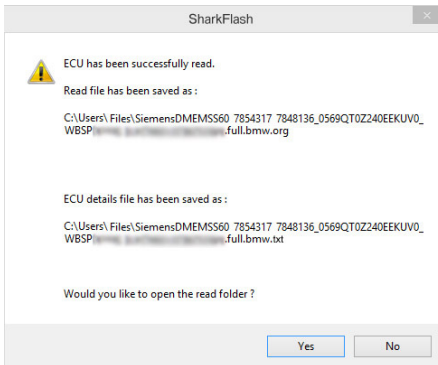 SharkFlash
ECU has been successfully read.
Read file has been saved as :
C:\Users\ Files\SiemensDMEMSS60 7854317 7848136_0569QT0Z240EEKUV0_
WBSP .full.bmw.org
ECU details file has been saved as :
C:\Users\ Files\SiemensDMEMSS60 7854317 7848136_0569QT0Z240EEKUV0_
WBSP .full.bmw.txt
Would you like to open the read folder ?
Yes
No